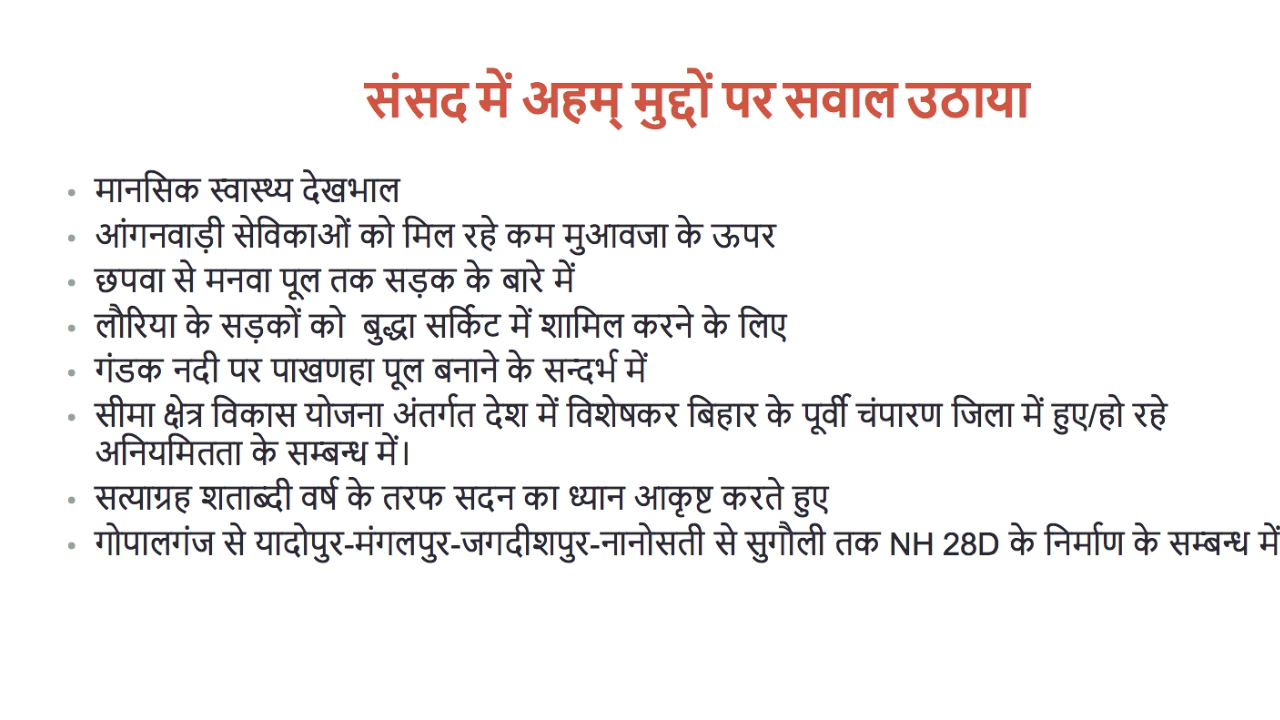 संसद में अहम् मुद्दों पर सवाल उठाया
• मानसिक स्वास्थ्य देखभाल
• आंगनवाड़ी सेविकाओं को मिल रहे कम मुआवजा के ऊपर
• छपवा से मनवा पूल तक सड़क के बारे में
• लौरिया के सड़कों को बुद्धा सर्किट में शामिल करने के लिए
• गंडक नदी पर पाखणहा पूल बनाने के सन्दर्भ में
• सीमा क्षेत्र विकास योजना अंतर्गत देश में विशेषकर बिहार के पूर्वी चंपारण जिला में हुए/हो रहे
अनियमितता के सम्बन्ध में।
• सत्याग्रह शताब्दी वर्ष के तरफ सदन का ध्यान आकृष्ट करते हुए
• गोपालगंज से यादोपुर-मंगलपुर-जगदीशपुर-नानोसती से सुगौली तक NH 28D के निर्माण के सम्बन्ध में